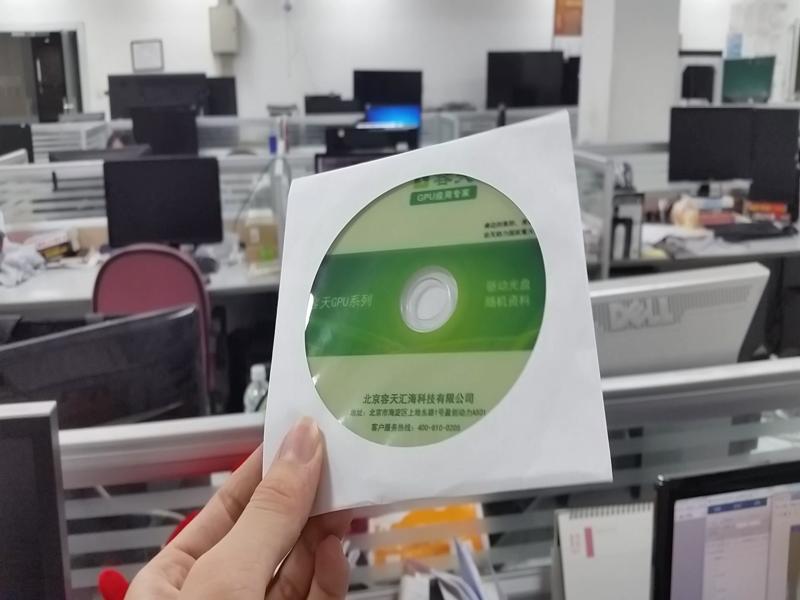 GPU应用专家
容天GPU系列
驱动光盘
随机资料
北京容天汇海科技有限公司
地址：北京市海淀区上地东路1号盈创动力A501
客户服务热线：400-810-0205
DELL